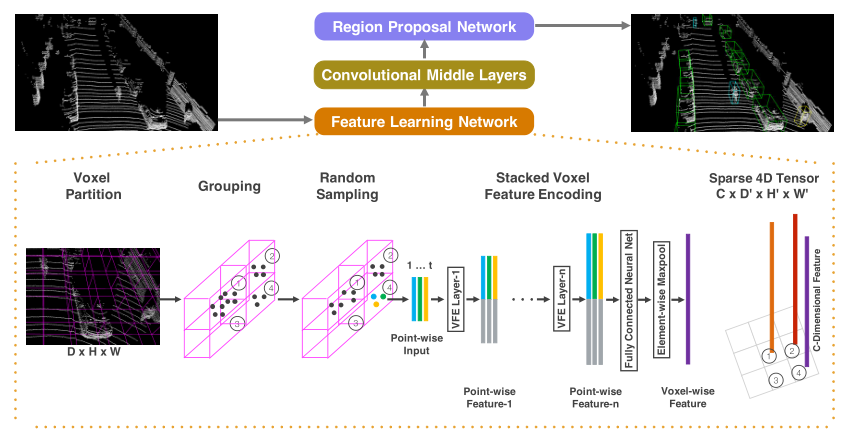 Region Proposal Network
Convolutional Middle Layers
Feature Learning Network
Voxel
Partition
Grouping
Random
Sampling
Stacked Voxel
Feature Encoding
Sparse 4D Tensor
C x D' x H' x W'
D x H x W
1
2
3
4
1
2
3
4
1 ... t
Point-wise
Input
VFE Layer-1
Point-wise
Feature-1
VFE Layer-n
Point-wise
Feature-n
Fully Connected Neural Net
Element-wise Maxpool
Voxel-wise
Feature
1
2
3
4
C-Dimensional Feature